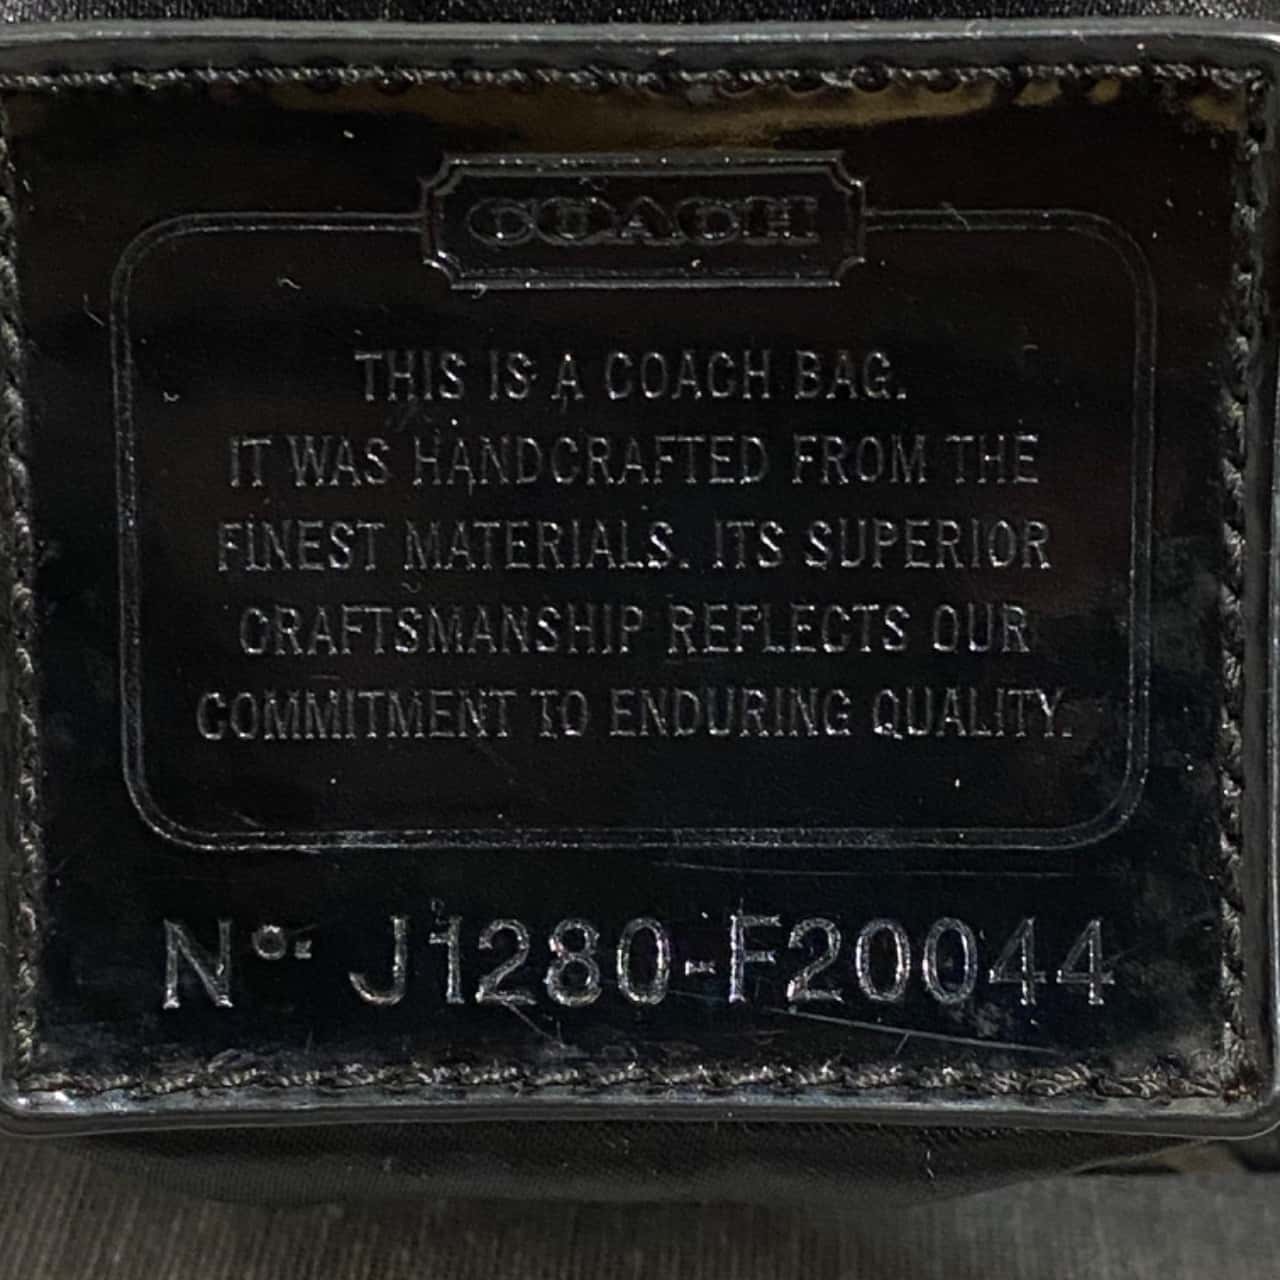 COACH
THIS IS A COACH BAG.
IT WAS HANDCRAFTED FROM THE
FINEST MATERIALS. ITS SUPERIOR
CRAFTSMANSHIP REFLECTS OUR
COMMITMENT TO ENDURING QUALITY.
No. J1280-F20044